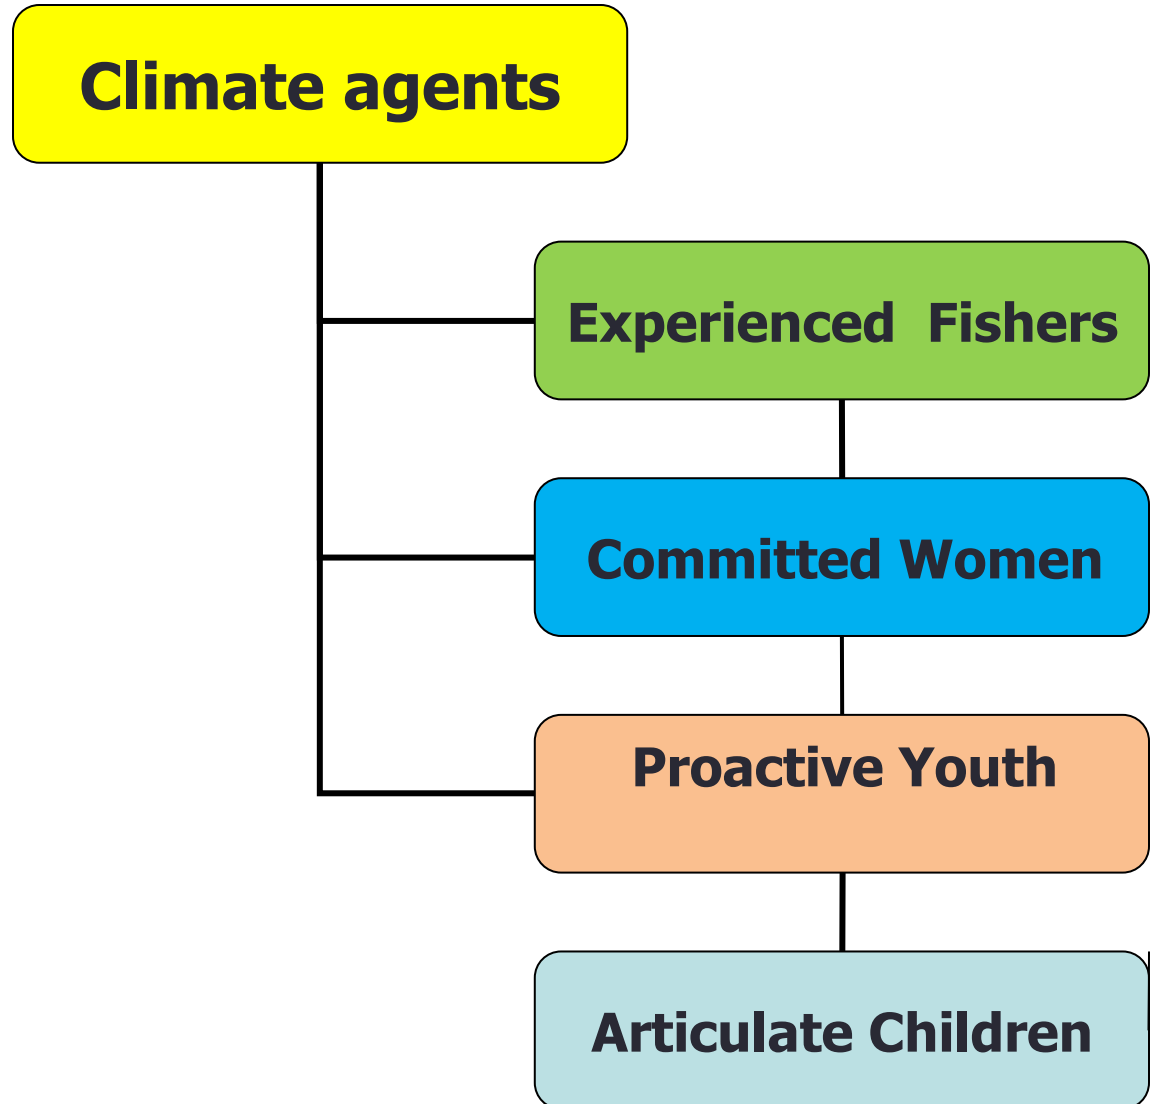 Climate agents
Experienced  Fishers
Committed Women
Proactive Youth
Articulate Children